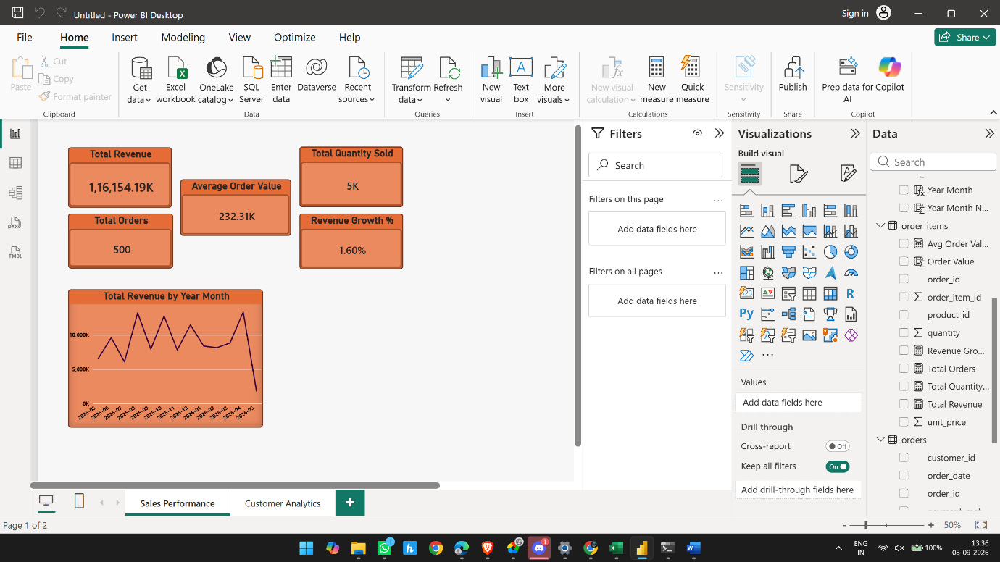 Untitled - Power BI Desktop
Sign in
File Home Insert Modeling View Optimize Help
Share
Paste
Cut
Copy
Format painter
Clipboard
Get data
Excel workbook
OneLake catalog
SQL Server
Enter data
Dataverse
Recent sources
Data
Transform data
Refresh
Queries
New visual
Text box
More visuals
Insert
New visual calculation
New measure
Quick measure
Calculations
Sensitivity
Sensitivity
Publish
Share
Prep data for AI
Copilot
Copilot
DAX
TMDL
Total Revenue
1,16,154.19K
Total Orders
500
Average Order Value
232.31K
Total Quantity Sold
5K
Revenue Growth %
1.60%
Total Revenue by Year Month
10,000K
5,000K
0K
2025-05 2025-06 2025-07 2025-08 2025-09 2025-10 2025-11 2025-12 2026-01 2026-02 2026-03 2026-04 2026-05
Filters
Search
Filters on this page
...
Add data fields here
Filters on all pages
...
Add data fields here
Visualizations
Build visual
123
R
Py
...
Values
Add data fields here
Drill through
Cross-report
Off
Keep all filters
On
Add drill-through fields here
Data
Search
Year Month
Year Month N...
order_items
Avg Order Val...
Order Value
order_id
order_item_id
product_id
quantity
Revenue Gro...
Total Orders
Total Quantity...
Total Revenue
unit_price
orders
customer_id
order_date
order_id
Sales Performance
Customer Analytics
+
Page 1 of 2
- + 50%
1
1
ENG
IN
100%
13:36
08-09-2026